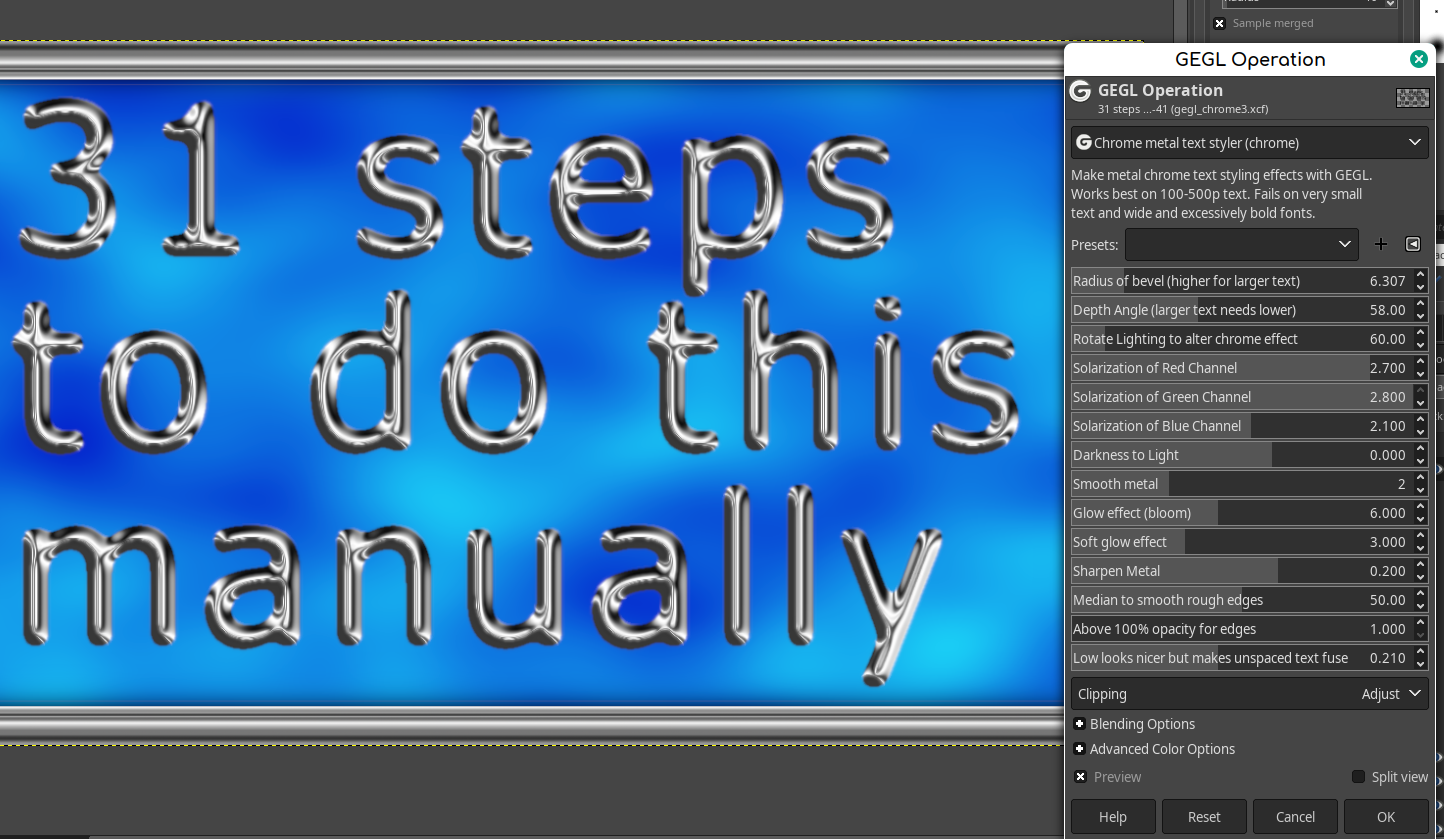 Sample merged
GEGL Operation
GEGL Operation
31 steps ...-41 (gegl_chrome3.xcf)
Chrome metal text styler (chrome)
Make metal chrome text styling effects with GEGL.
Works best on 100-500p text. Fails on very small
text and wide and excessively bold fonts.
Presets:
Radius of bevel (higher for larger text) 6.307
Depth Angle (larger text needs lower) 58.00
Rotate Lighting to alter chrome effect 60.00
Solarization of Red Channel 2.700
Solarization of Green Channel 2.800
Solarization of Blue Channel 2.100
Darkness to Light 0.000
Smooth metal 2
Glow effect (bloom) 6.000
Soft glow effect 3.000
Sharpen Metal 0.200
Median to smooth rough edges 50.00
Above 100% opacity for edges 1.000
Low looks nicer but makes unspaced text fuse 0.210
Clipping Adjust
Blending Options
Advanced Color Options
Preview Split view
Help Reset Cancel OK
31 steps
to do this
manually